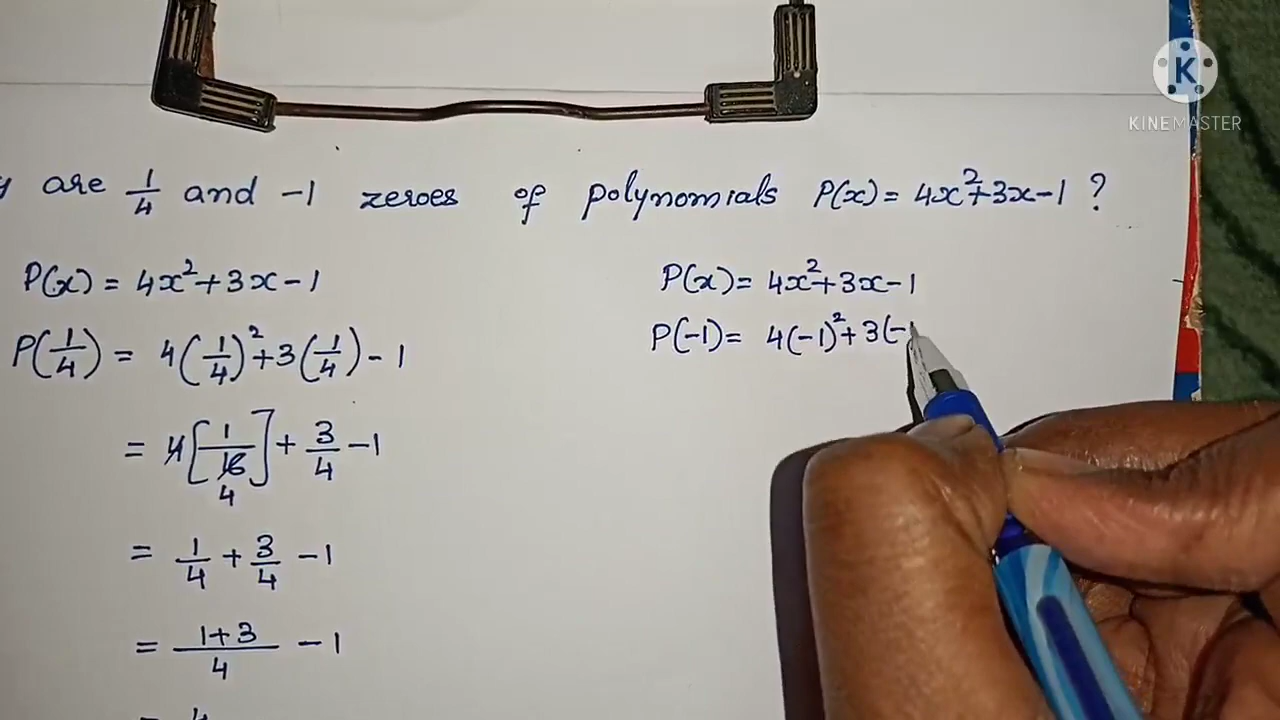 are 1/4 and -1 zeroes of polynomials P(x) = 4x²+3x-1 ?
P(x) = 4x²+3x-1
P(1/4) = 4(1/4)²+3(1/4)-1
= 4[1/16]+3/4-1
4
= 1/4+3/4-1
= 1+3/4 -1
= 4
P(x) = 4x²+3x-1
P(-1) = 4(-1)²+3(-1
K
KINEMASTER